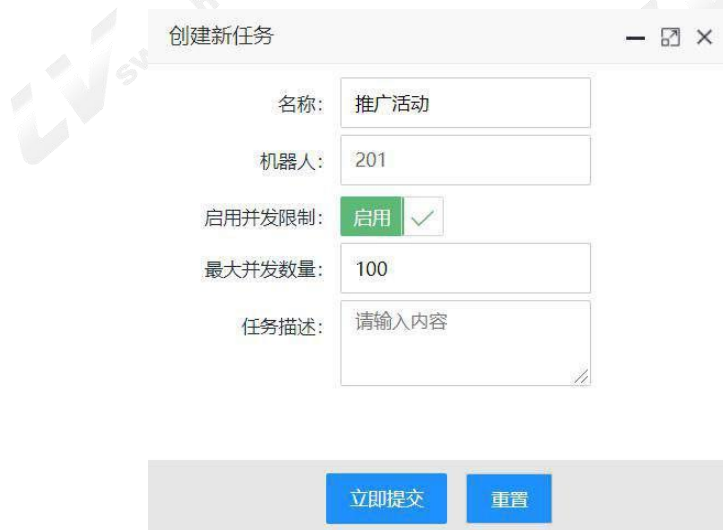 创建新任务
名称: 推广活动
机器人: 201
启用并发限制: 启用
最大并发数量: 100
任务描述: 请输入内容
立即提交 重置